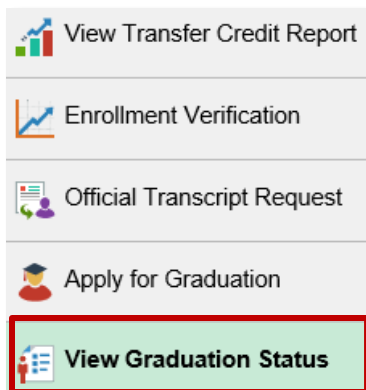 View Transfer Credit Report
Enrollment Verification
Official Transcript Request
Apply for Graduation
View Graduation Status